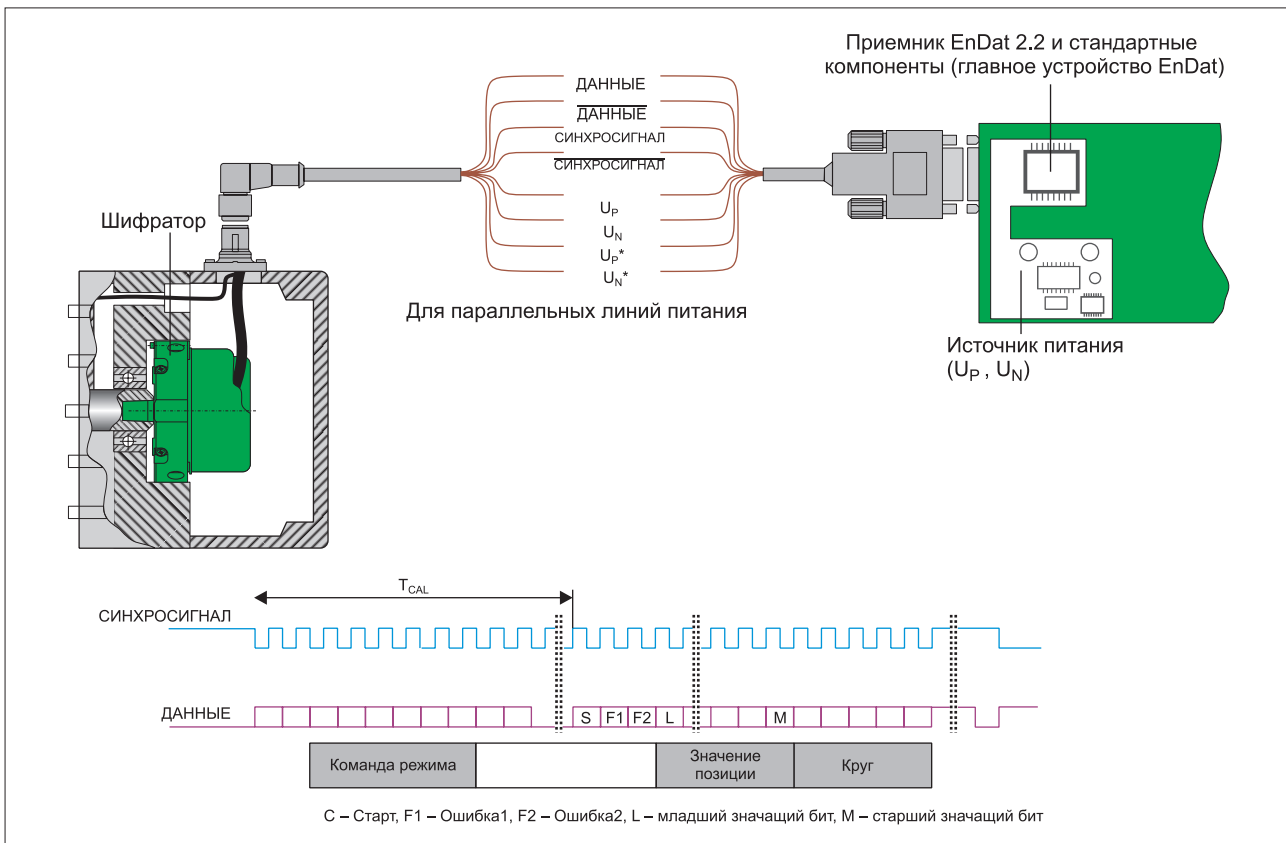 Приемник EnDat 2.2 и стандартные
компоненты (главное устройство EnDat)
ДАННЫЕ
ДАННЫЕ
СИНХРОСИГНАЛ
СИНХРОСИГНАЛ
UP
UN
UP*
UN*
Шифратор
Для параллельных линий питания
Источник питания
(UP , UN)
TCAL
СИНХРОСИГНАЛ
ДАННЫЕ
S F1 F2 L M
Команда режима
Значение
позиции
Круг
С – Старт, F1 – Ошибка1, F2 – Ошибка2, L – младший значащий бит, М – старший значащий бит